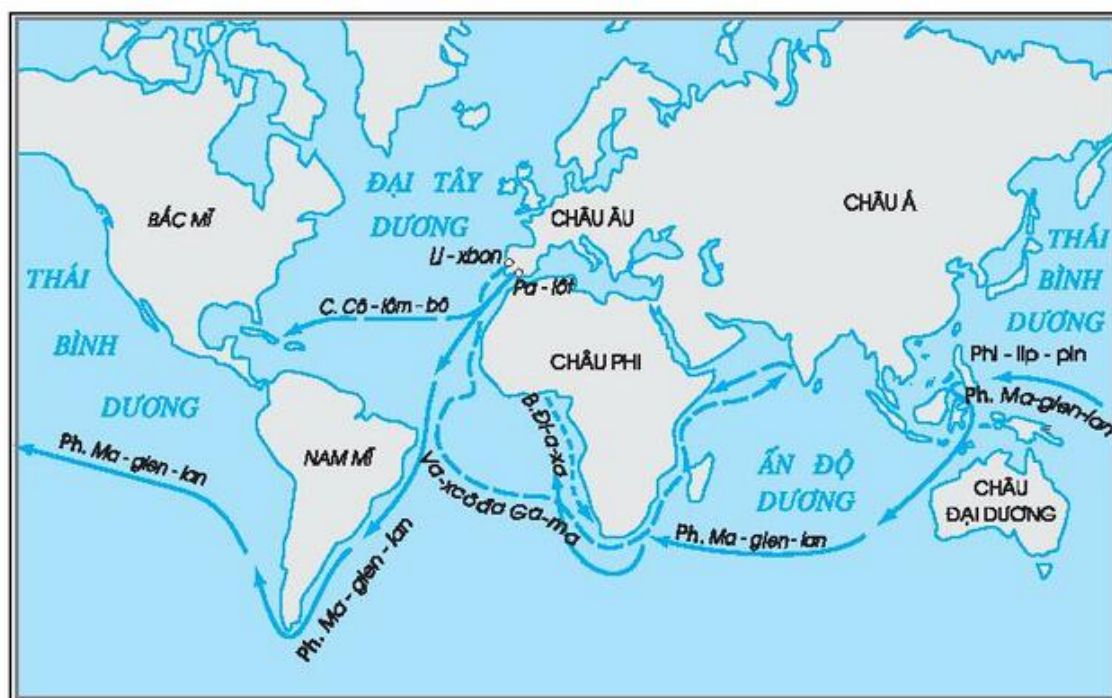 BẮC MĨ
ĐẠI TÂY
DƯƠNG
CHÂU ÂU
CHÂU Á
THÁI
BÌNH
DƯƠNG
Li - xbon
Pa - lốt
C. Cô - lôm - bô
THÁI
BÌNH
DƯƠNG
CHÂU PHI
Phi - lip - pin
Ph. Ma-gien-lan
B. Đi-a-xơ
Ph. Ma - gien - lan
NAM MĨ
Va-xcôđơ Ga-ma
ẤN ĐỘ
DƯƠNG
CHÂU
ĐẠI DƯƠNG
Ph. Ma - gien - lan
Ph. Ma - gien - lan